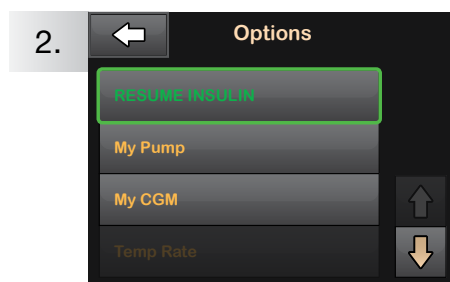 2.
Options
RESUME INSULIN
My Pump
My CGM
Temp Rate